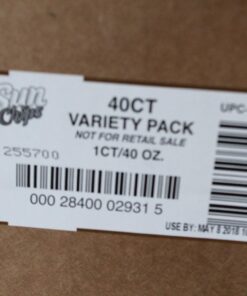 Sun
Chips
40CT
VARIETY PACK
NOT FOR RETAIL SALE
1CT/40 OZ.
255700
000 28400 02931 5
UPC
USE BY: MAY 8 2018